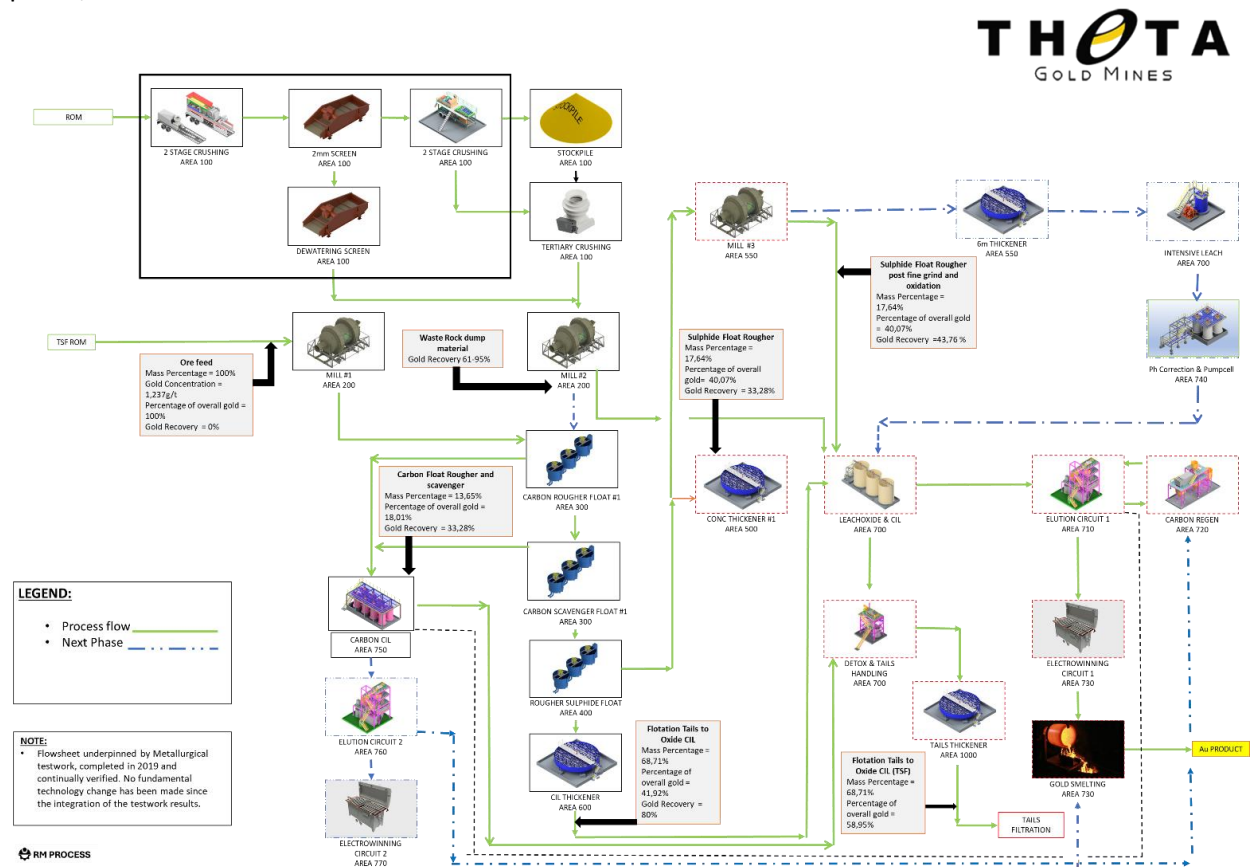 THETA
GOLD MINES
ROM
2 STAGE CRUSHING
AREA 100
2mm SCREEN
AREA 100
2 STAGE CRUSHING
AREA 100
STOCKPILE
STOCKPILE
AREA 100
DEWATERING SCREEN
AREA 100
TERTIARY CRUSHING
AREA 100
MILL #3
AREA 550
6m THICKENER
AREA 550
INTENSIVE LEACH
AREA 700
Sulphide Float Rougher
post fine grind and
oxidation
Mass Percentage =
17,64%
Percentage of overall gold
= 40,07%
Gold Recovery =43,76 %
Ph Correction & Pumpcell
AREA 740
TSF ROM
MILL #1
AREA 200
Ore feed
Mass Percentage = 100%
Gold Concentration =
1,237g/t
Percentage of overall gold =
100%
Gold Recovery = 0%
Waste Rock dump
material
Gold Recovery 61-95%
MILL #2
AREA 200
Sulphide Float Rougher
Mass Percentage =
17,64%
Percentage of overall
gold= 40,07%
Gold Recovery = 33,28%
Carbon Float Rougher and
scavenger
Mass Percentage = 13,65%
Percentage of overall gold =
18,01%
Gold Recovery = 33,28%
CARBON ROUGHER FLOAT #1
AREA 300
CONC THICKENER #1
AREA 500
LEACHOXIDE & CIL
AREA 700
ELUTION CIRCUIT 1
AREA 710
CARBON REGEN
AREA 720
CARBON SCAVENGER FLOAT #1
AREA 300
LEGEND:
• Process flow
• Next Phase
CARBON CIL
AREA 750
ROUGHER SULPHIDE FLOAT
AREA 400
DETOX & TAILS
HANDLING
AREA 700
ELECTROWINNING
CIRCUIT 1
AREA 730
ELUTION CIRCUIT 2
AREA 760
NOTE:
• Flowsheet underpinned by Metallurgical
testwork, completed in 2019 and
continually verified. No fundamental
technology change has been made since
the integration of the testwork results.
Flotation Tails to
Oxide CIL
Mass Percentage =
68,71%
Percentage of
overall gold =
41,92%
Gold Recovery =
80%
CIL THICKENER
AREA 600
TAILS THICKENER
AREA 1000
Flotation Tails to
Oxide CIL (TSF)
Mass Percentage =
68,71%
Percentage of
overall gold =
58,95%
Au PRODUCT
GOLD SMELTING
AREA 730
TAILS
FILTRATION
ELECTROWINNING
CIRCUIT 2
AREA 770
RM PROCESS